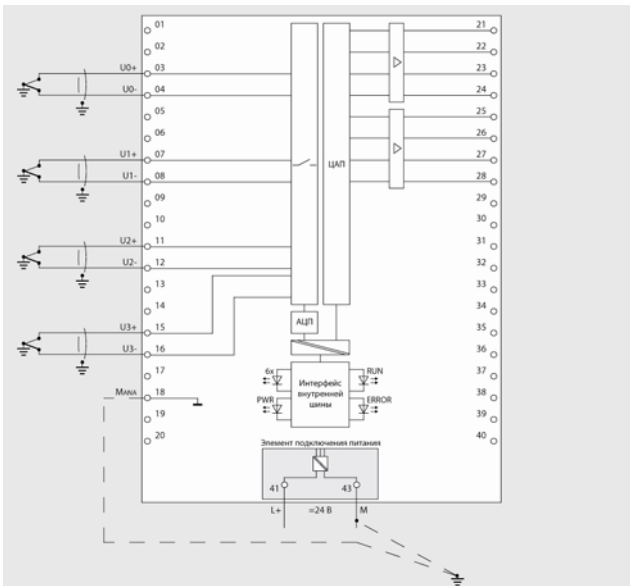 01 21
02 22
U0+ 03 23
U0- 04 24
05 25
06 26
U1+ 07 ЦАП 27
U1- 08 28
09 29
10 30
U2+ 11 31
U2- 12 32
13 33
14 34
U3+ 15 АЦП 35
U3- 16 36
17 6x RUN 37
MANA 18 Интерфейс внутренней шины 38
19 PWR ERROR 39
20 40
Элемент подключения питания
41 43
L+ =24 В M